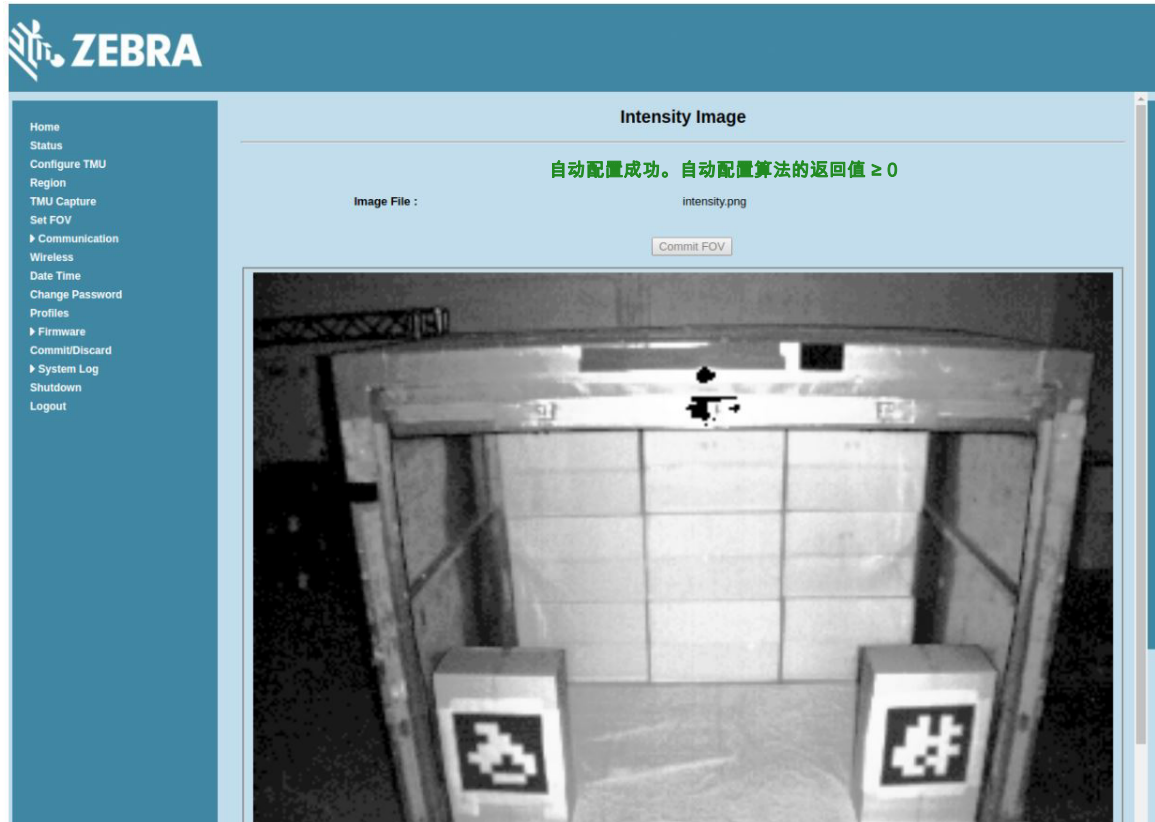 ZEBRA
Home
Status
Configure TMU
Region
TMU Capture
Set FOV
Communication
Wireless
Date Time
Change Password
Profiles
Firmware
Commit/Discard
System Log
Shutdown
Logout
Intensity Image
自动配置成功。自动配置算法的返回值 ≥ 0
Image File : intensity.png
Commit FOV